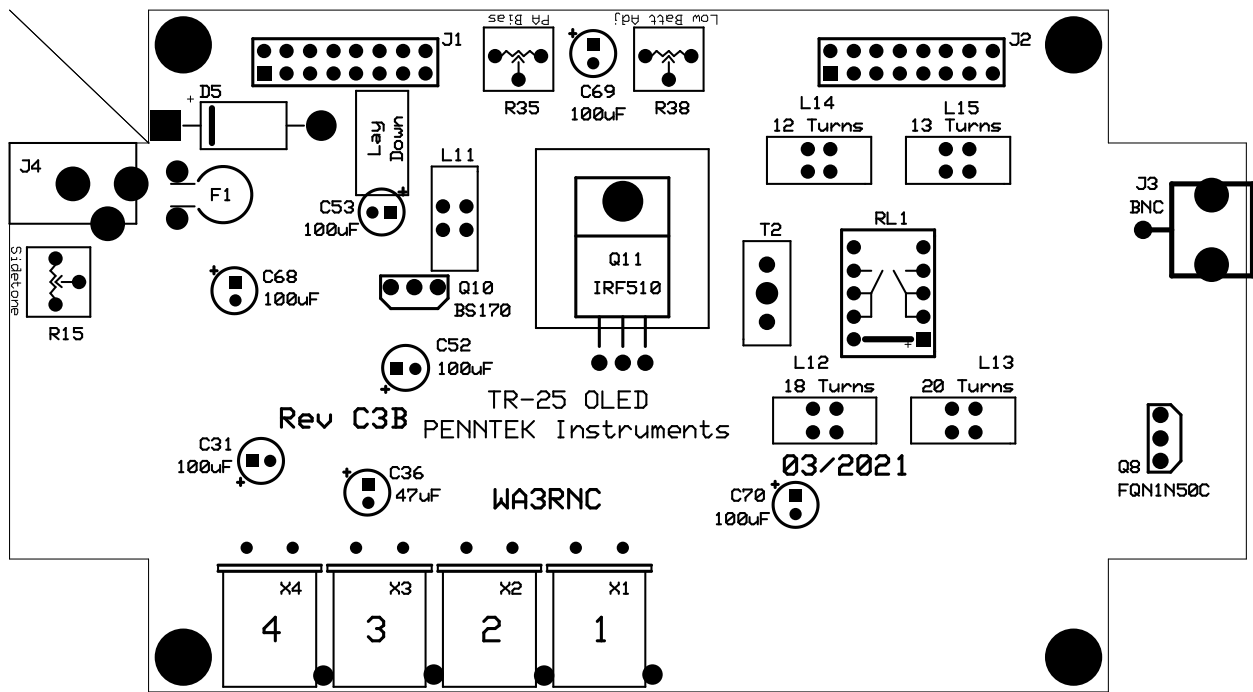 PA Bias
Low Batt Adj
J1
J2
+
R35
C69
100uF
R38
+
D5
Lay
Down
L14
12 Turns
L15
13 Turns
J4
F1
L11
+
C53
100uF
J3
BNC
T2
RL1
Sidetone
R15
+
C68
100uF
Q10
BS170
Q11
IRF510
+
C52
100uF
+
L12
18 Turns
L13
20 Turns
TR-25 OLED
PENNTEK Instruments
Rev C3B
C31
100uF
+
+
C36
47uF
WA3RNC
03/2021
C70
100uF
+
Q8
FQN1N50C
X4
X3
X2
X1
4
3
2
1